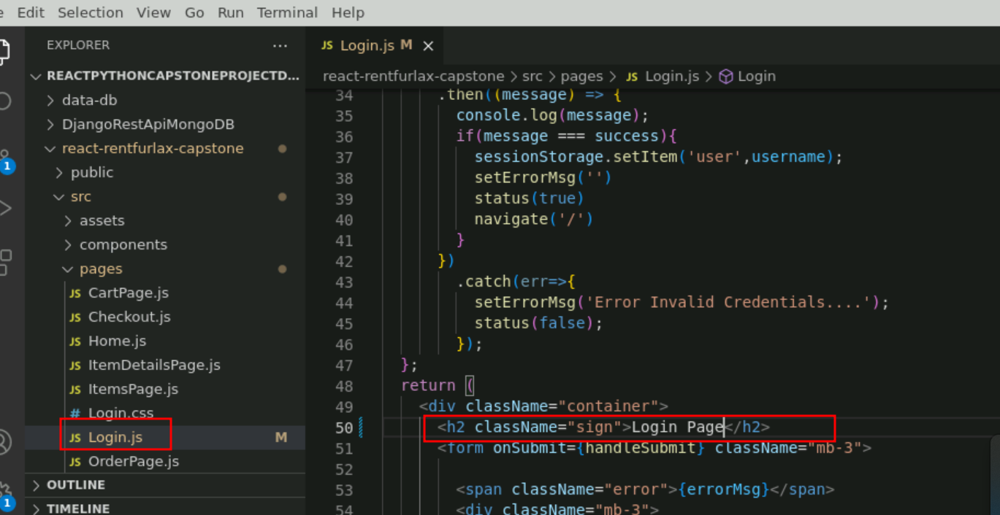 Edit Selection View Go Run Terminal Help
EXPLORER ...
REACTPYTHONCAPSTONEPROJECTD...
data-db
DjangoRestApiMongoDB
react-rentfurlax-capstone
public
src
assets
components
pages
JS CartPage.js
JS Checkout.js
JS Home.js
JS ItemDetailsPage.js
JS ItemsPage.js
# Login.css
JS Login.js M
JS OrderPage.js
OUTLINE
TIMELINE
1
1
JS Login.js M
react-rentfurlax-capstone > src > pages > JS Login.js > Login
34 .then((message) => {
35 console.log(message);
36 if(message === success){
37 sessionStorage.setItem('user',username);
38 setErrorMsg('')
39 status(true)
40 navigate('/')
41 }
42 })
43 .catch(err=>{
44 setErrorMsg('Error Invalid Credentials....');
45 status(false);
46 });
47 };
48 return (
49 <div className="container">
50 <h2 className="sign">Login Page</h2>
51 <form onSubmit={handleSubmit} className="mb-3">
52
53 <span className="error">{errorMsg}</span>
54 <div className="mb-3">